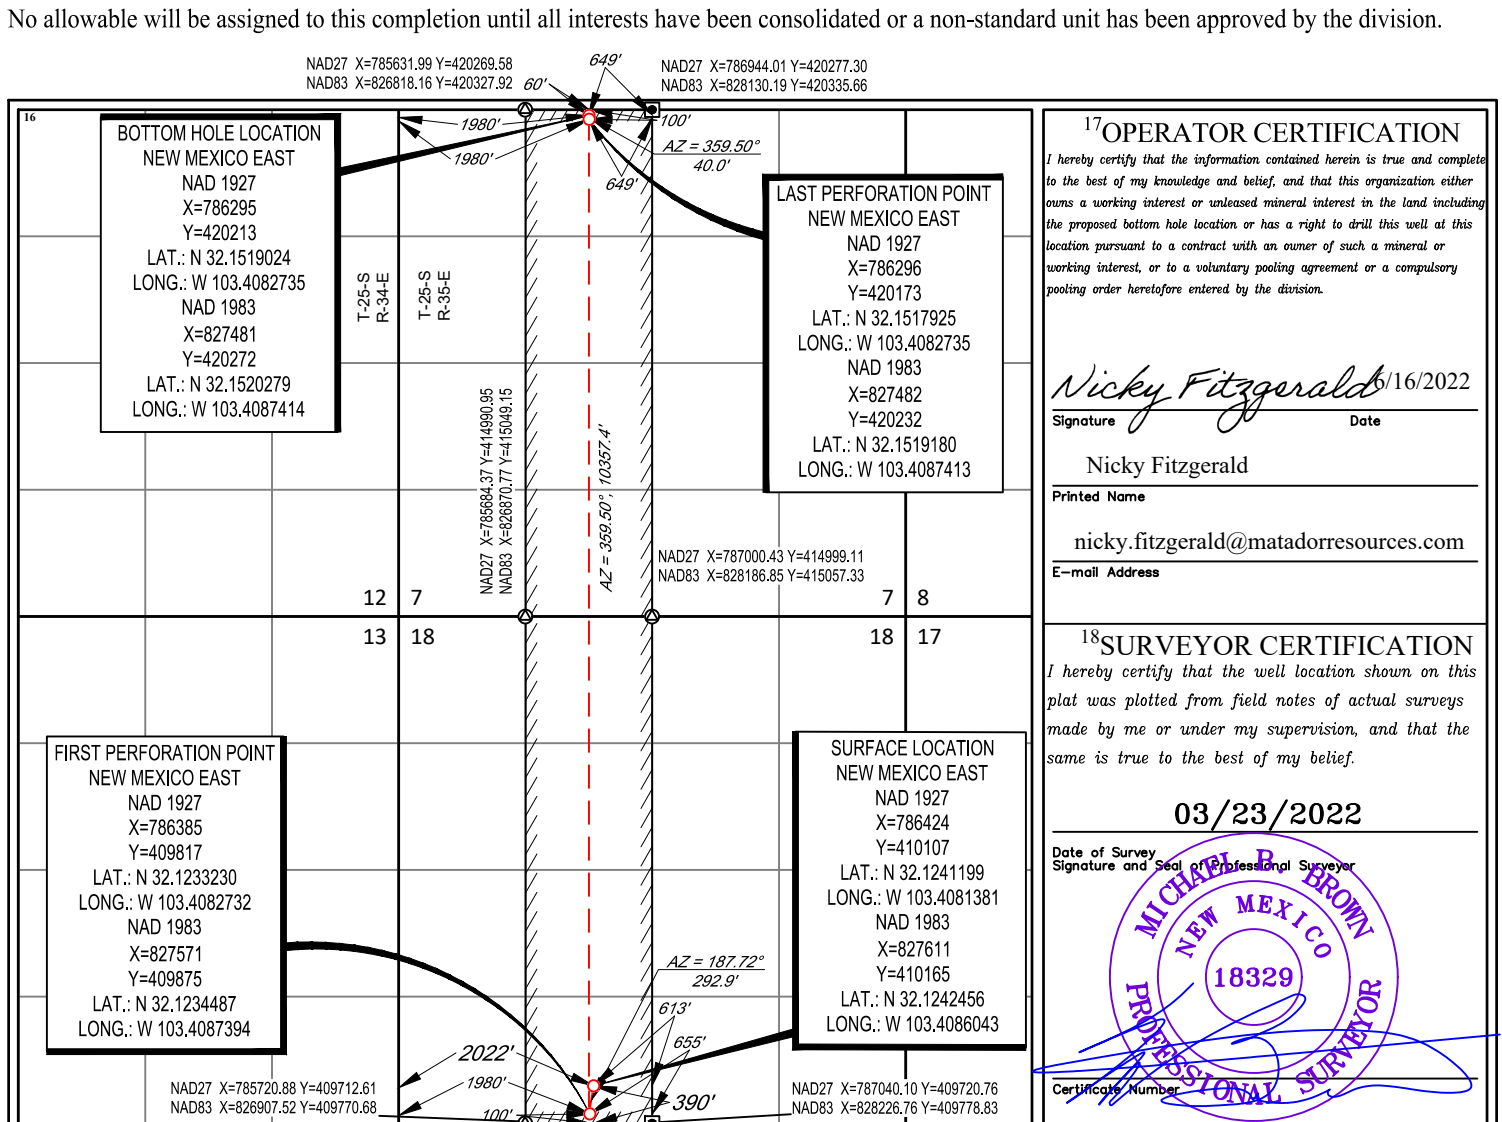 No allowable will be assigned to this completion until all interests have been consolidated or a non-standard unit has been approved by the division.
NAD27 X=785631.99 Y=420269.58
NAD83 X=826818.16 Y=420327.92
60'
649'
NAD27 X=786944.01 Y=420277.30
NAD83 X=828130.19 Y=420335.66
16
1980'
1980'
100'
AZ = 359.50°
40.0'
649'
BOTTOM HOLE LOCATION
NEW MEXICO EAST
NAD 1927
X=786295
Y=420213
LAT.: N 32.1519024
LONG.: W 103.4082735
NAD 1983
X=827481
Y=420272
LAT.: N 32.1520279
LONG.: W 103.4087414
T-25-S
R-34-E
T-25-S
R-35-E
LAST PERFORATION POINT
NEW MEXICO EAST
NAD 1927
X=786296
Y=420173
LAT.: N 32.1517925
LONG.: W 103.4082735
NAD 1983
X=827482
Y=420232
LAT.: N 32.1519180
LONG.: W 103.4087413
NAD27 X=785684.37 Y=414990.95
NAD83 X=826870.77 Y=415049.15
AZ = 359.50°, 10357.4'
NAD27 X=787000.43 Y=414999.11
NAD83 X=828186.85 Y=415057.33
12 7
7 8
13 18
18 17
FIRST PERFORATION POINT
NEW MEXICO EAST
NAD 1927
X=786385
Y=409817
LAT.: N 32.1233230
LONG.: W 103.4082732
NAD 1983
X=827571
Y=409875
LAT.: N 32.1234487
LONG.: W 103.4087394
SURFACE LOCATION
NEW MEXICO EAST
NAD 1927
X=786424
Y=410107
LAT.: N 32.1241199
LONG.: W 103.4081381
NAD 1983
X=827611
Y=410165
LAT.: N 32.1242456
LONG.: W 103.4086043
AZ = 187.72°
292.9'
613'
655'
2022'
1980'
390'
100'
NAD27 X=785720.88 Y=409712.61
NAD83 X=826907.52 Y=409770.68
NAD27 X=787040.10 Y=409720.76
NAD83 X=828226.76 Y=409778.83
17OPERATOR CERTIFICATION
I hereby certify that the information contained herein is true and complete
to the best of my knowledge and belief, and that this organization either
owns a working interest or unleased mineral interest in the land including
the proposed bottom hole location or has a right to drill this well at this
location pursuant to a contract with an owner of such a mineral or
working interest, or to a voluntary pooling agreement or a compulsory
pooling order heretofore entered by the division.
Nicky Fitzgerald 6/16/2022
Signature Date
Nicky Fitzgerald
Printed Name
nicky.fitzgerald@matadorresources.com
E-mail Address
18SURVEYOR CERTIFICATION
I hereby certify that the well location shown on this
plat was plotted from field notes of actual surveys
made by me or under my supervision, and that the
same is true to the best of my belief.
03/23/2022
Date of Survey
Signature and Seal of Professional Surveyor
MICHAEL B. BROWN
NEW MEXICO
18329
PROFESSIONAL SURVEYOR
Certificate Number